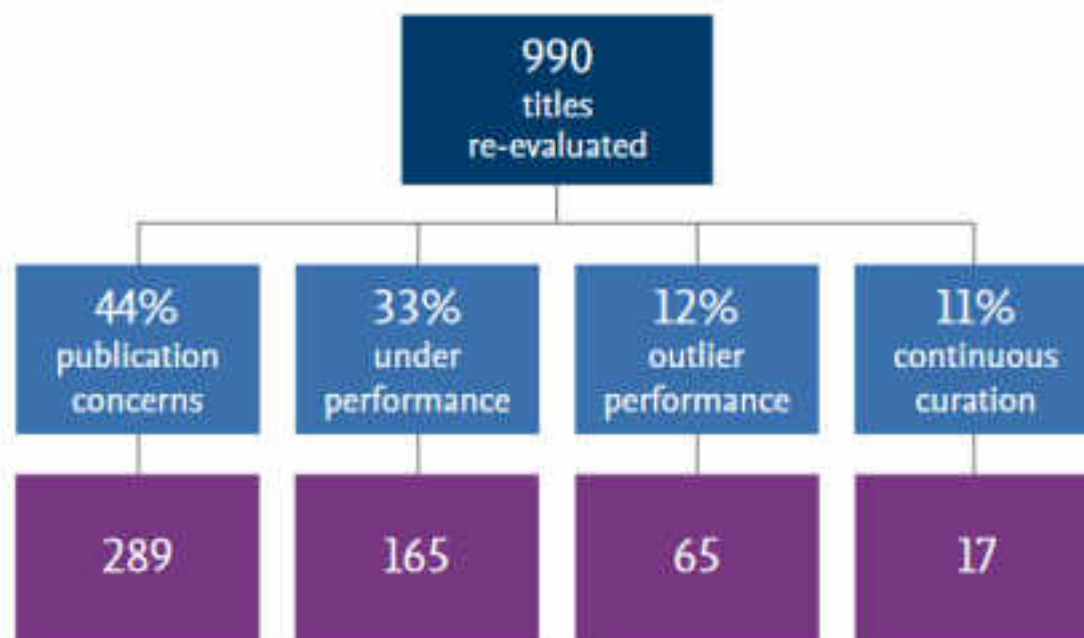 990
titles
re-evaluated
44%
publication
concerns
33%
under
performance
12%
outlier
performance
11%
continuous
curation
289
165
65
17